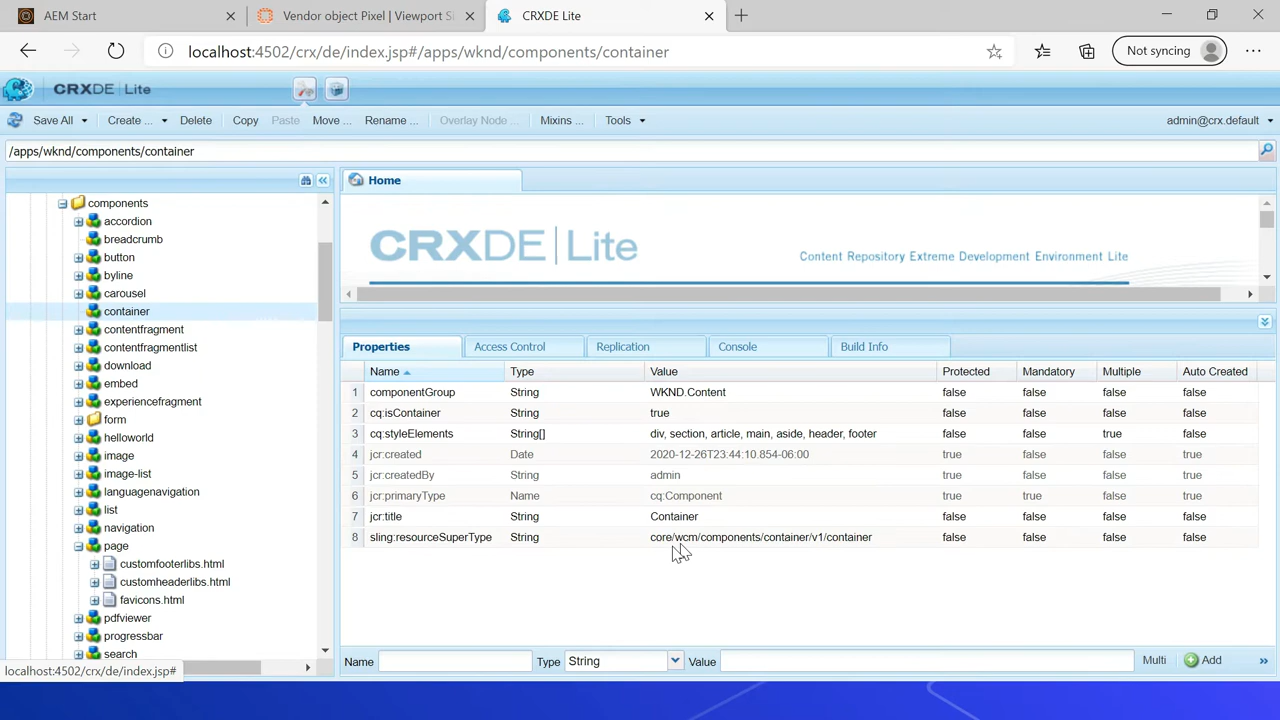 AEM Start
Vendor object Pixel | Viewport Si
CRXDE Lite
localhost:4502/crx/de/index.jsp#/apps/wknd/components/container
Not syncing
CRXDE | Lite
Save All
Create ...
Delete
Copy
Paste
Move ...
Rename ...
Overlay Node ...
Mixins ...
Tools
admin@crx.default
/apps/wknd/components/container
Home
components
accordion
breadcrumb
button
byline
carousel
container
contentfragment
contentfragmentlist
download
embed
experiencefragment
form
helloworld
image
image-list
languagenavigation
list
navigation
page
customfooterlibs.html
customheaderlibs.html
favicons.html
pdfviewer
progressbar
search
localhost:4502/crx/de/index.jsp#
CRXDE | Lite
Content Repository Extreme Development Environment Lite
Properties Access Control Replication Console Build Info
Name Type Value Protected Mandatory Multiple Auto Created
1 componentGroup String WKND.Content false false false false
2 cq:isContainer String true false false false false
3 cq:styleElements String[] div, section, article, main, aside, header, footer false false true false
4 jcr:created Date 2020-12-26T23:44:10.854-06:00 true false false true
5 jcr:createdBy String admin true false false true
6 jcr:primaryType Name cq:Component true true false true
7 jcr:title String Container false false false false
8 sling:resourceSuperType String core/wcm/components/container/v1/container false false false false
Name Type String Value Multi Add